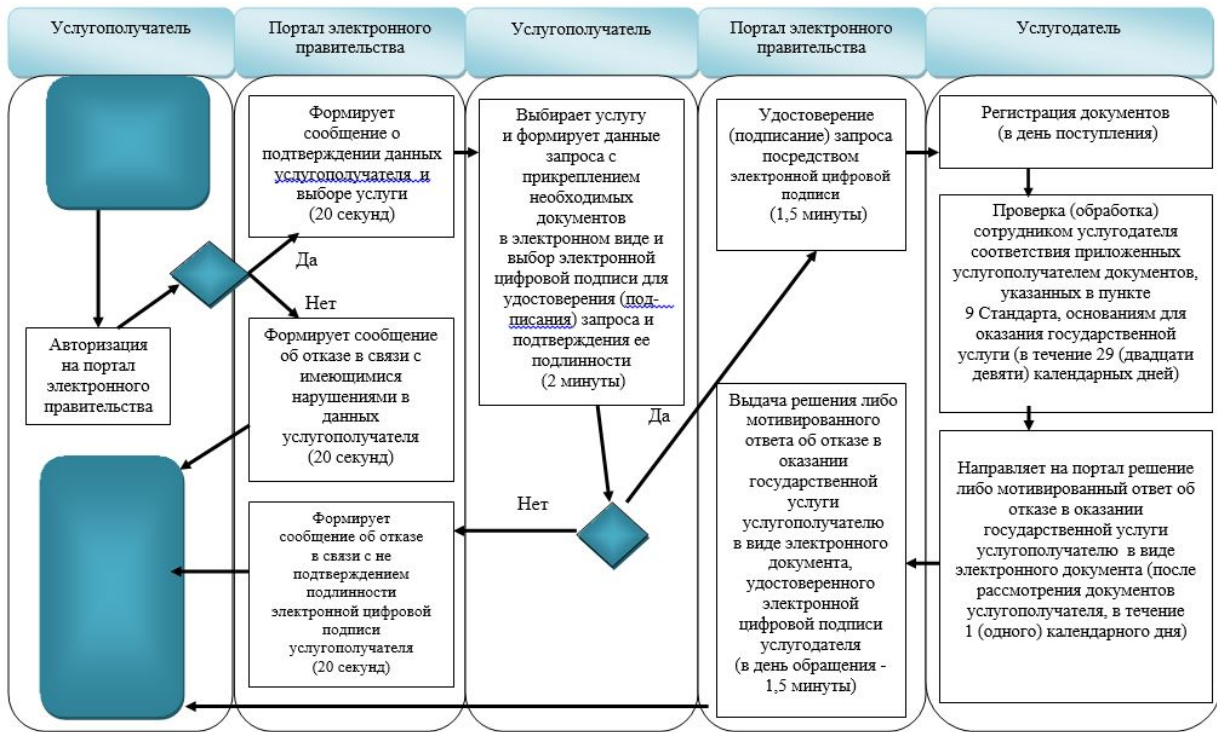 Услугополучатель
Портал электронного
правительства
Услугополучатель
Портал электронного
правительства
Услугодатель
Авторизация
на портал
электронного
правительства
Формирует
сообщение о
подтверждении данных
услугополучателя и
выборе услуги
(20 секунд)
Да
Нет
Формирует сообщение
об отказе в связи с
имеющимися
нарушениями в
данных
услугополучателя
(20 секунд)
Формирует
сообщение об отказе
в связи с не
подтверждением
подлинности
электронной цифровой
подписи
услугополучателя
(20 секунд)
Выбирает услугу
и формирует данные
запроса с
прикреплением
необходимых
документов
в электронном виде и
выбор электронной
цифровой подписи для
удостоверения (под-
писания) запроса и
подтверждения ее
подлинности
(2 минуты)
Да
Нет
Удостоверение
(подписание) запроса
посредством
электронной цифровой
подписи
(1,5 минуты)
Выдача решения либо
мотивированного
ответа об отказе в
оказании
государственной
услуги
услугополучателю
в виде электронного
документа,
удостоверенного
электронной
цифровой подписи
услугодателя
(в день обращения -
1,5 минуты)
Регистрация документов
(в день поступления)
Проверка (обработка)
сотрудником услугодателя
соответствия приложенных
услугополучателем документов,
указанных в пункте
9 Стандарта, основаниям для
оказания государственной
услуги (в течение 29 (двадцати
девяти) календарных дней)
Направляет на портал решение
либо мотивированный ответ об
отказе в оказании
государственной услуги
услугополучателю в виде
электронного документа (после
рассмотрения документов
услугополучателя, в течение
1 (одного) календарного дня)